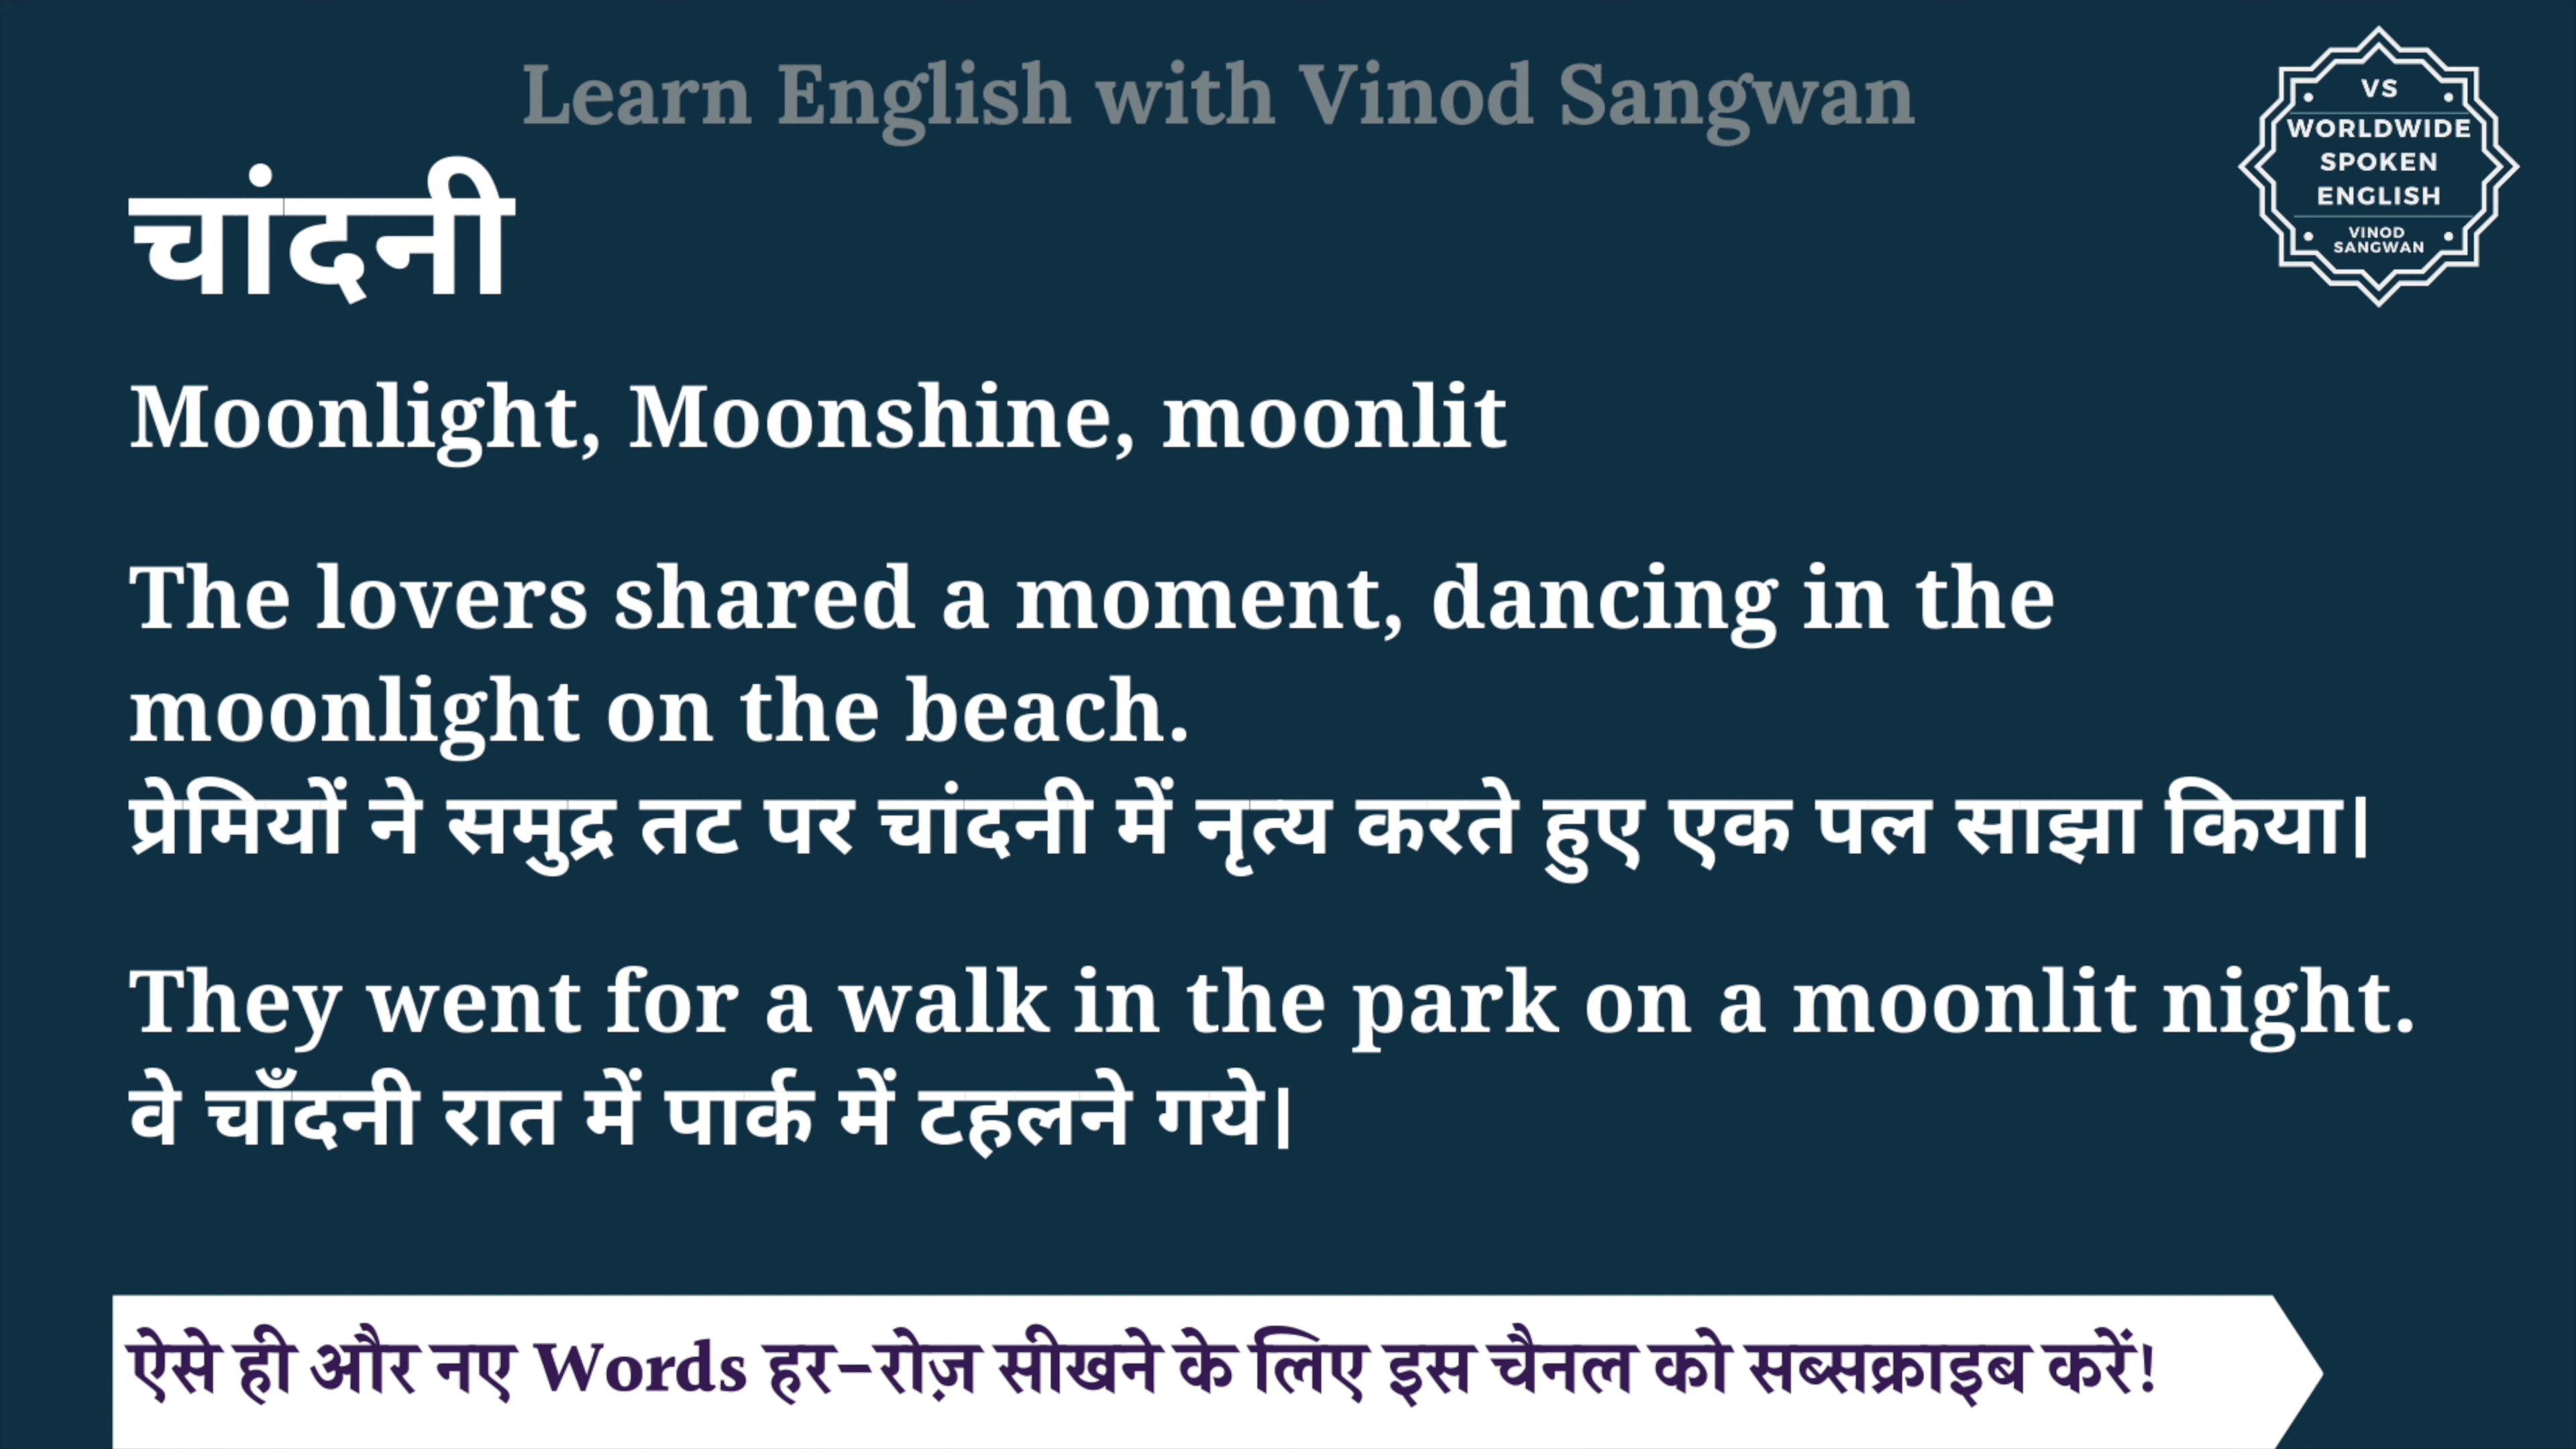 Learn English with Vinod Sangwan
VS
WORLDWIDE
SPOKEN
ENGLISH
VINOD
SANGWAN
चांदनी
Moonlight, Moonshine, moonlit
The lovers shared a moment, dancing in the
moonlight on the beach.
प्रेमियों ने समुद्र तट पर चांदनी में नृत्य करते हुए एक पल साझा किया।
They went for a walk in the park on a moonlit night.
वे चाँदनी रात में पार्क में टहलने गये।
ऐसे ही और नए Words हर-रोज़ सीखने के लिए इस चैनल को सब्सक्राइब करें!